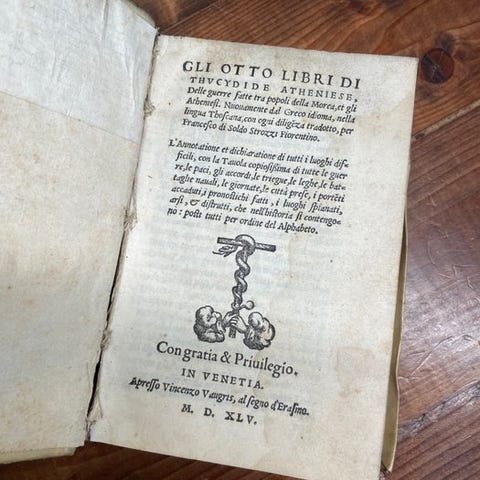 GLI OTTO LIBRI DI
THVCYDIDE ATHENIESE,
Delle guerre fatte tra popoli della Morea, et gli
Atheniesi. Nuouamente dal Greco idioma, nella
lingua Thoscana, con ogni diligẽza tradotto, per
Francesco di Soldo Strozzi Fiorentino.
L'Annotatione et dichiaratione di tutti i luoghi dif-
ficili, con la Tauola copiosissima di tutte le guer
re, le paci, gli accordi, le triegue, le leghe, le bat-
taglie nauali, le giornate, le città prese, i portẽti
accaduti, i pronostichi fatti, i luoghi spianati,
arsi, & distrutti, che nell'historia si contengo-
no: poste tutti per ordine del Alphabeto.
Con gratia & Priuilegio.
IN VENETIA.
Apresso Vincenzo Vaugris, al segno d'Erasmo.
M. D. XLV.